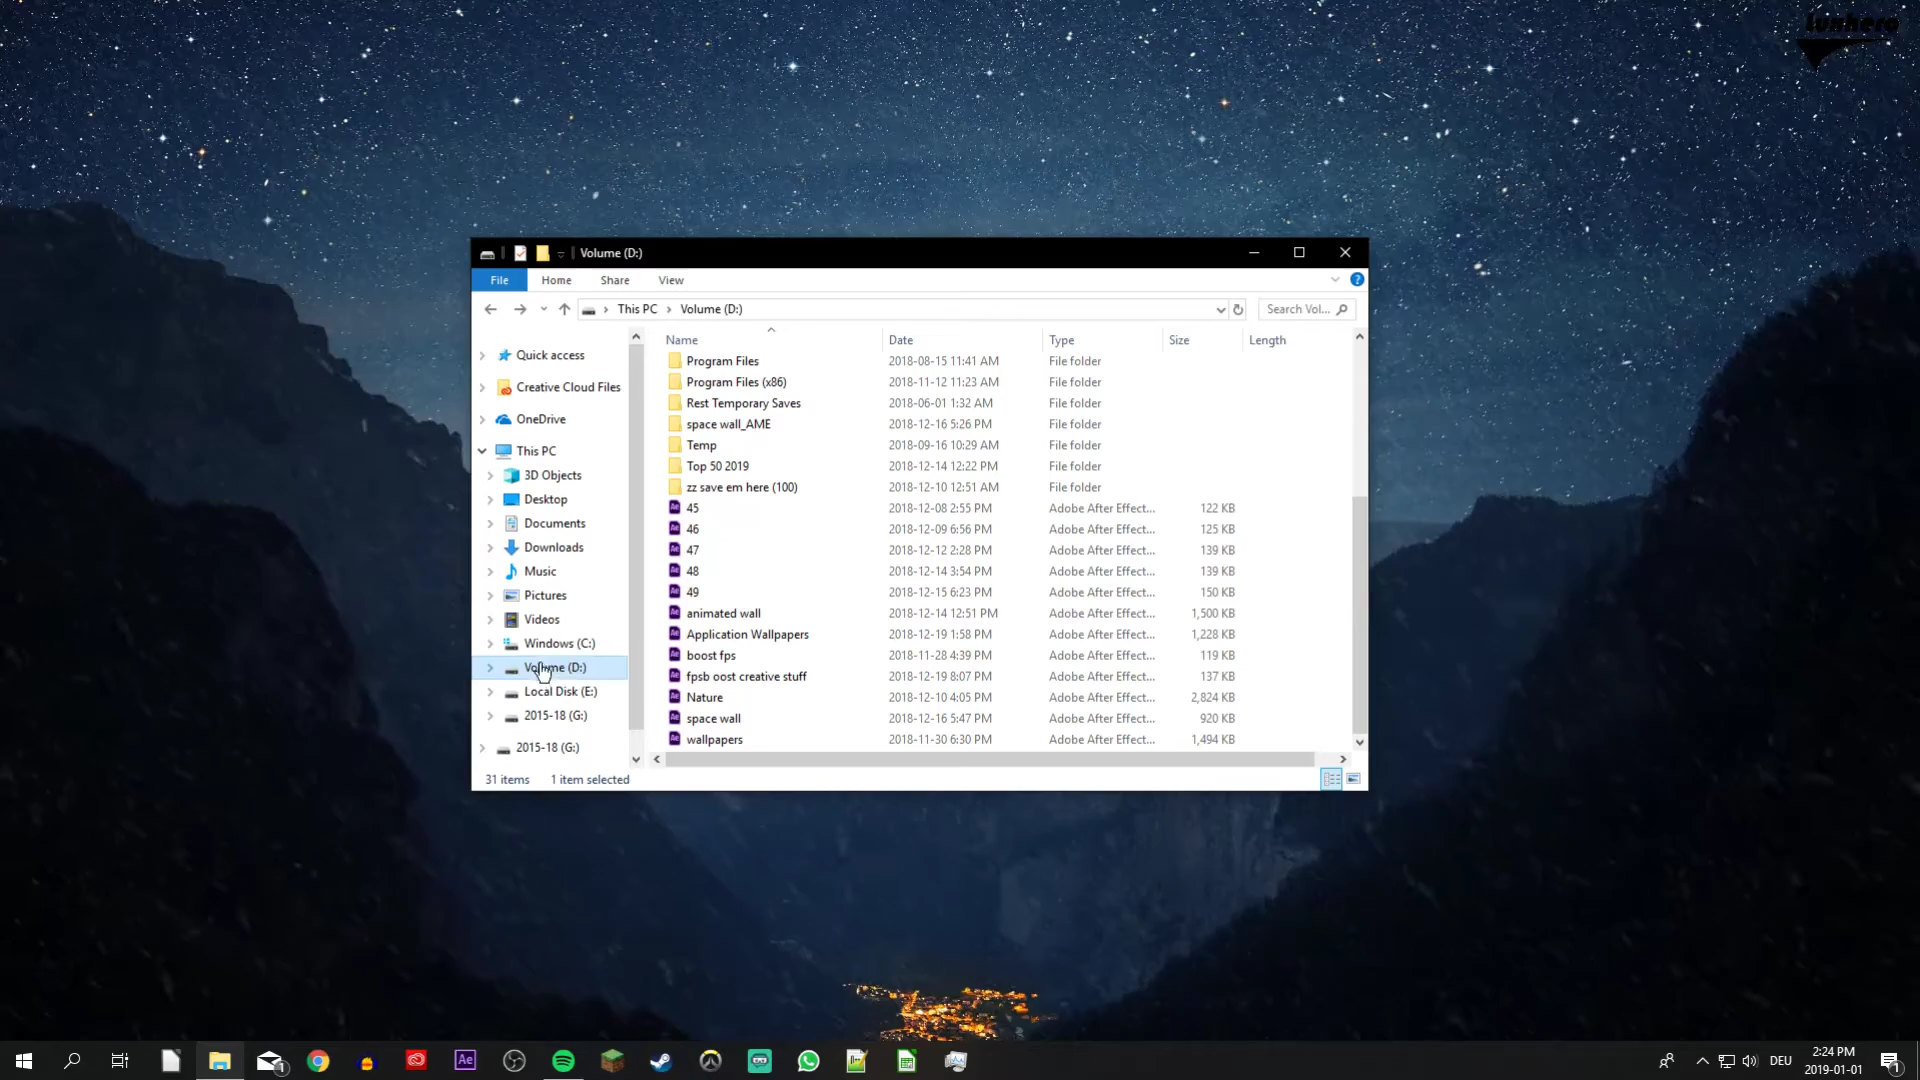 Luxhero
Volume (D:)
File Home Share View
This PC Volume (D:) Search Vol...
Name Date Type Size Length
Quick access
Creative Cloud Files
OneDrive
This PC
3D Objects
Desktop
Documents
Downloads
Music
Pictures
Videos
Windows (C:)
Volume (D:)
Local Disk (E:)
2015-18 (G:)
2015-18 (G:)
Program Files 2018-08-15 11:41 AM File folder
Program Files (x86) 2018-11-12 11:23 AM File folder
Rest Temporary Saves 2018-06-01 1:32 AM File folder
space wall_AME 2018-12-16 5:26 PM File folder
Temp 2018-09-16 10:29 AM File folder
Top 50 2019 2018-12-14 12:22 PM File folder
zz save em here (100) 2018-12-10 12:51 AM File folder
45 2018-12-08 2:55 PM Adobe After Effect... 122 KB
46 2018-12-09 6:56 PM Adobe After Effect... 125 KB
47 2018-12-12 2:28 PM Adobe After Effect... 139 KB
48 2018-12-14 3:54 PM Adobe After Effect... 139 KB
49 2018-12-15 6:23 PM Adobe After Effect... 150 KB
animated wall 2018-12-14 12:51 PM Adobe After Effect... 1,500 KB
Application Wallpapers 2018-12-19 1:58 PM Adobe After Effect... 1,228 KB
boost fps 2018-11-28 4:39 PM Adobe After Effect... 119 KB
fpsb oost creative stuff 2018-12-19 8:07 PM Adobe After Effect... 137 KB
Nature 2018-12-10 4:05 PM Adobe After Effect... 2,824 KB
space wall 2018-12-16 5:47 PM Adobe After Effect... 920 KB
wallpapers 2018-11-30 6:30 PM Adobe After Effect... 1,494 KB
31 items 1 item selected
1 Ae DEU 2:24 PM 1
2019-01-01